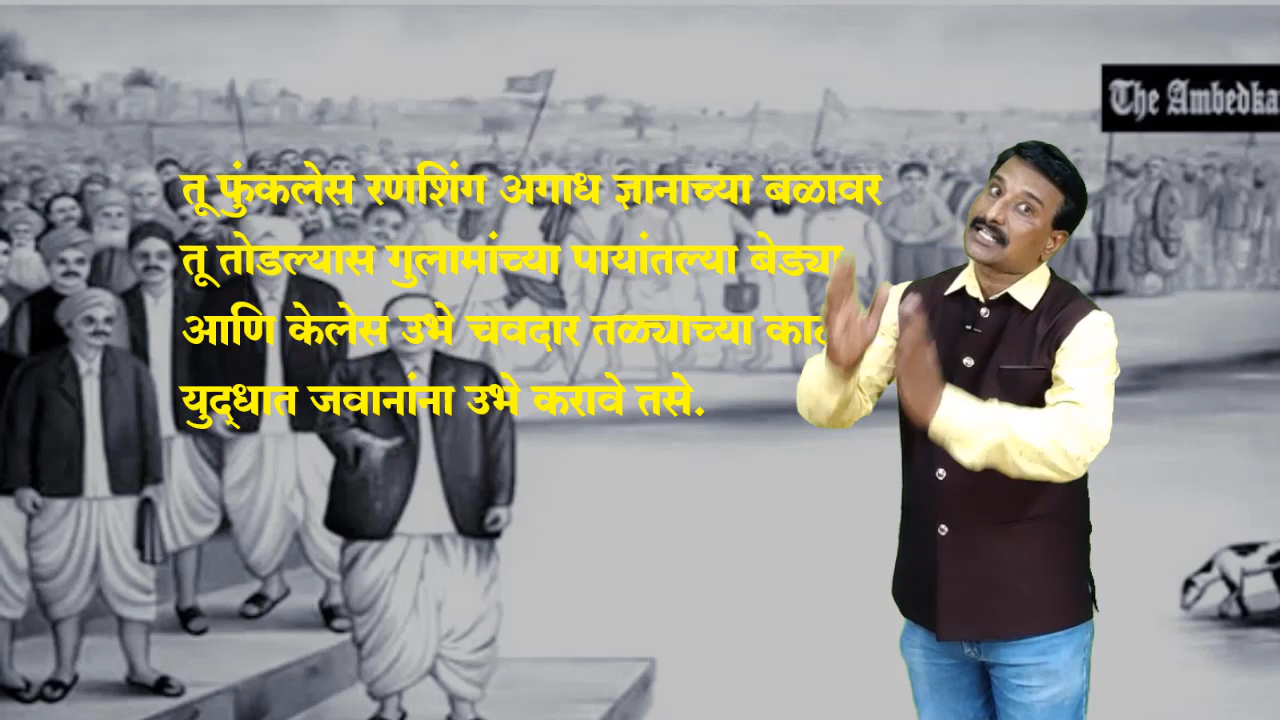 The Ambedka
तू फुंकलेस रणशिंग अगाध ज्ञानाच्या बळावर
तू तोडल्यास गुलामांच्या पायांतल्या बेड्या
आणि केलेस उभे चवदार तळ्याच्या
युद्धात जवानांना उभे करावे तसे.